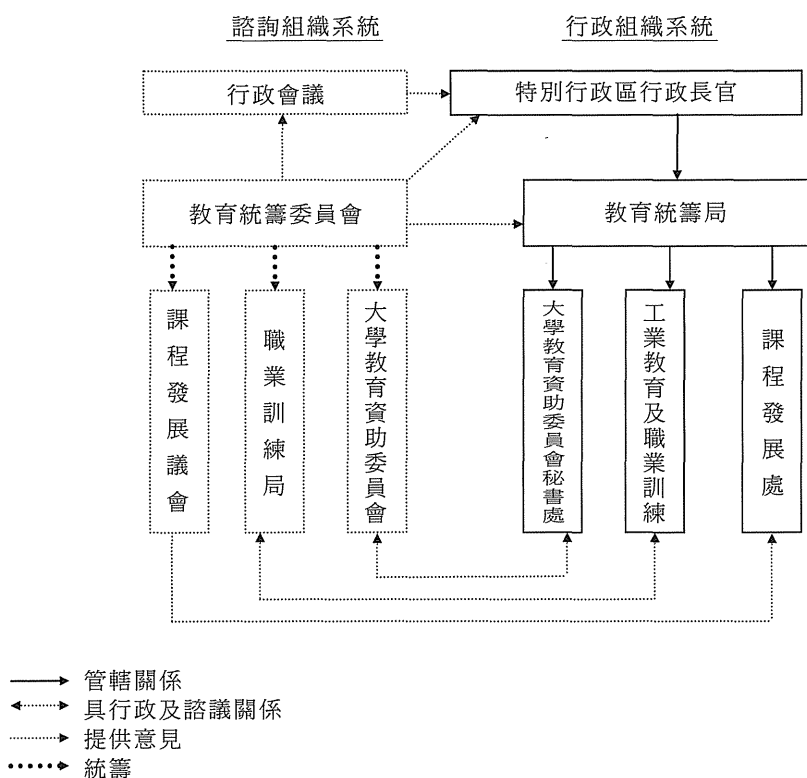 諮詢組織系統
行政組織系統
行政會議
特別行政區行政長官
教育統籌委員會
教育統籌局
課程發展議會
職業訓練局
大學教育資助委員會
大學教育資助委員會秘書處
工業教育及職業訓練
課程發展處
管轄關係
具行政及諮議關係
提供意見
統籌